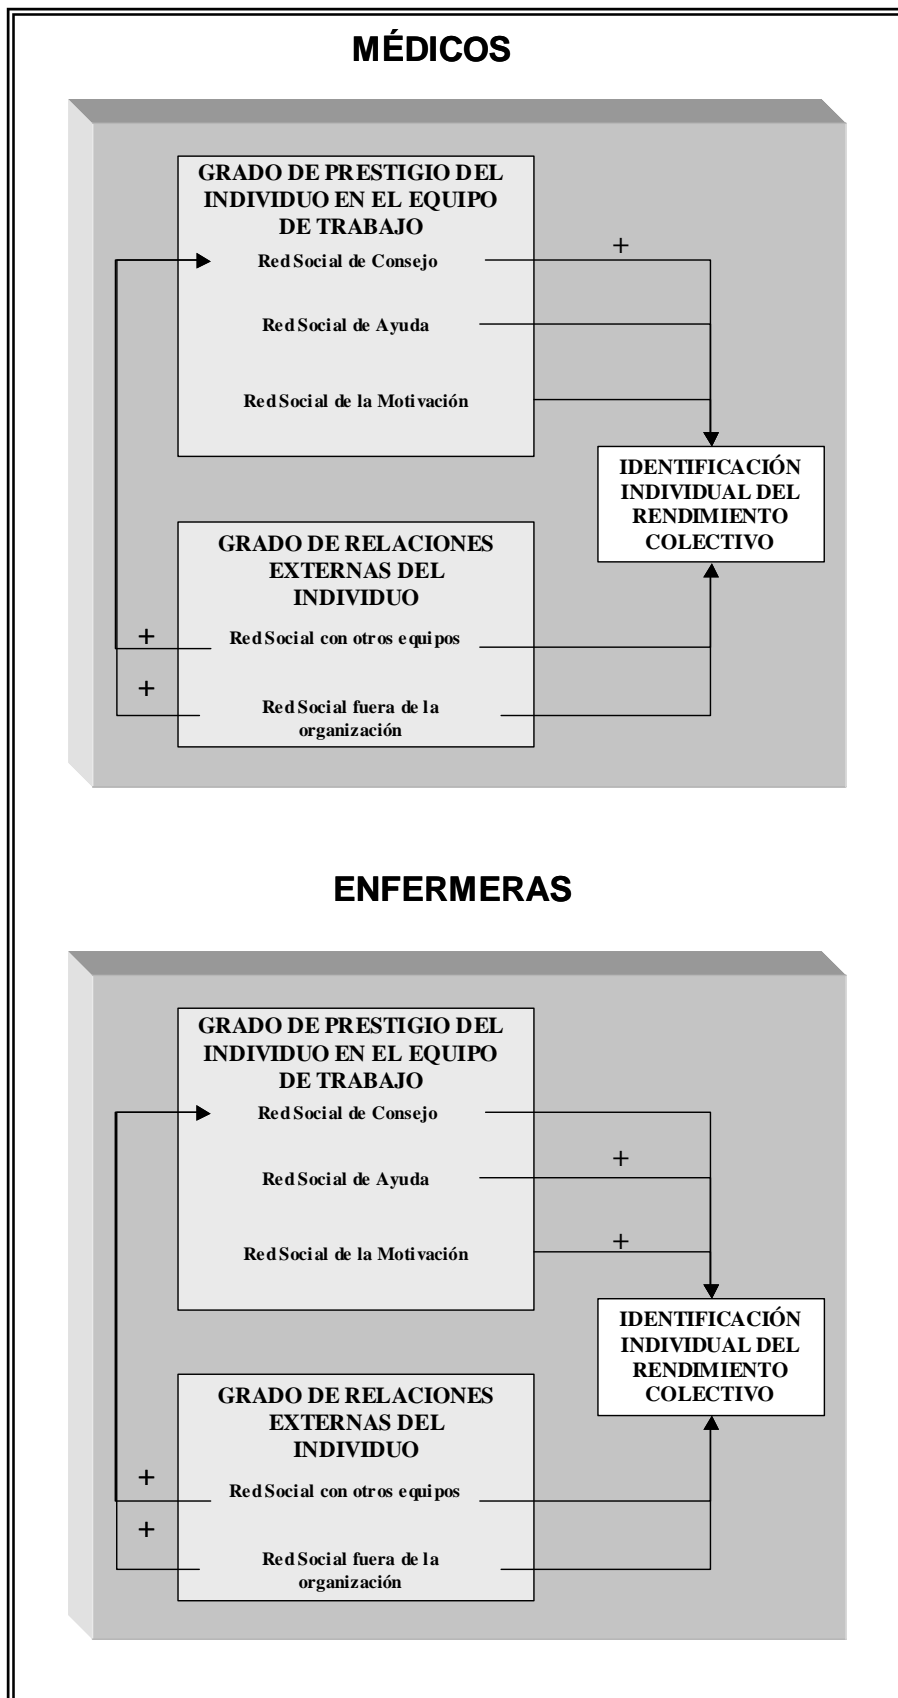 MÉDICOS
GRADO DE PRESTIGIO DEL
INDIVIDUO EN EL EQUIPO
DE TRABAJO
Red Social de Consejo
+
Red Social de Ayuda
Red Social de la Motivación
IDENTIFICACIÓN
INDIVIDUAL DEL
RENDIMIENTO
COLECTIVO
GRADO DE RELACIONES
EXTERNAS DEL
INDIVIDUO
+
Red Social con otros equipos
+
Red Social fuera de la
organización
ENFERMERAS
GRADO DE PRESTIGIO DEL
INDIVIDUO EN EL EQUIPO
DE TRABAJO
Red Social de Consejo
+
Red Social de Ayuda
+
Red Social de la Motivación
IDENTIFICACIÓN
INDIVIDUAL DEL
RENDIMIENTO
COLECTIVO
GRADO DE RELACIONES
EXTERNAS DEL
INDIVIDUO
+
Red Social con otros equipos
+
Red Social fuera de la
organización